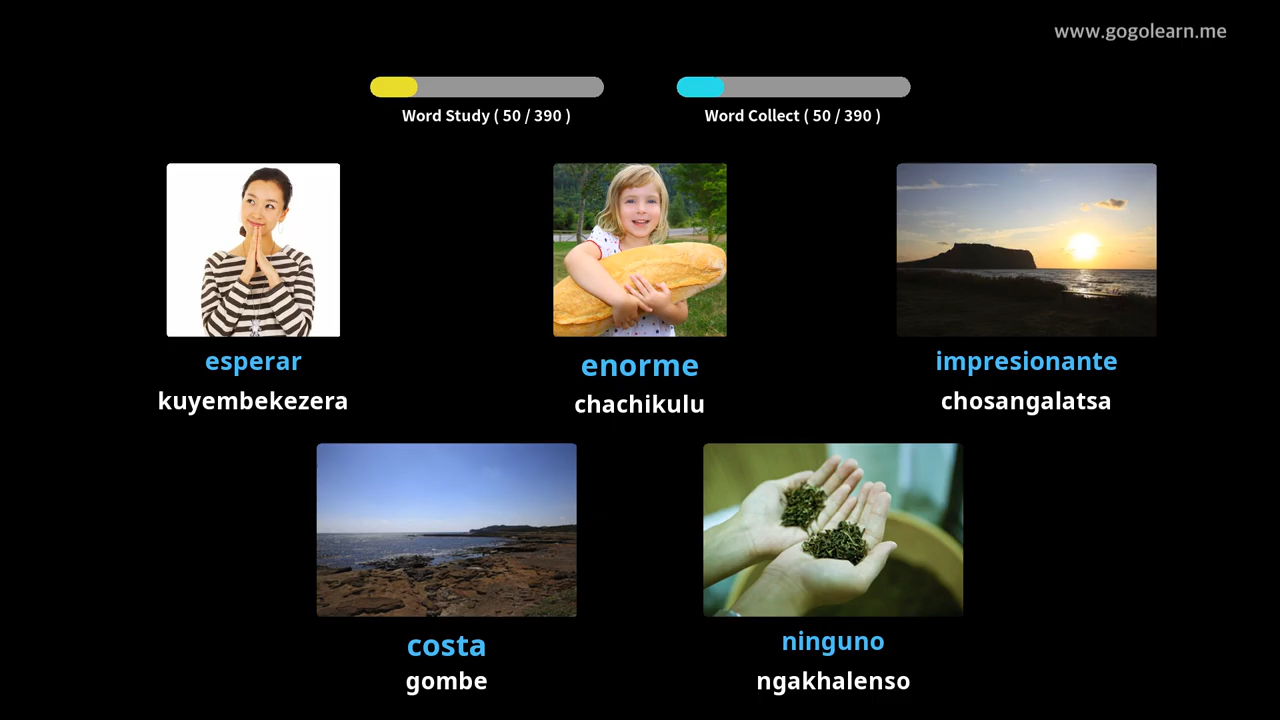 www.gogolearn.me
Word Study ( 50 / 390 )
Word Collect ( 50 / 390 )
esperar
kuyembekezera
enorme
chachikulu
impresionante
chosangalatsa
costa
gombe
ninguno
ngakhalenso